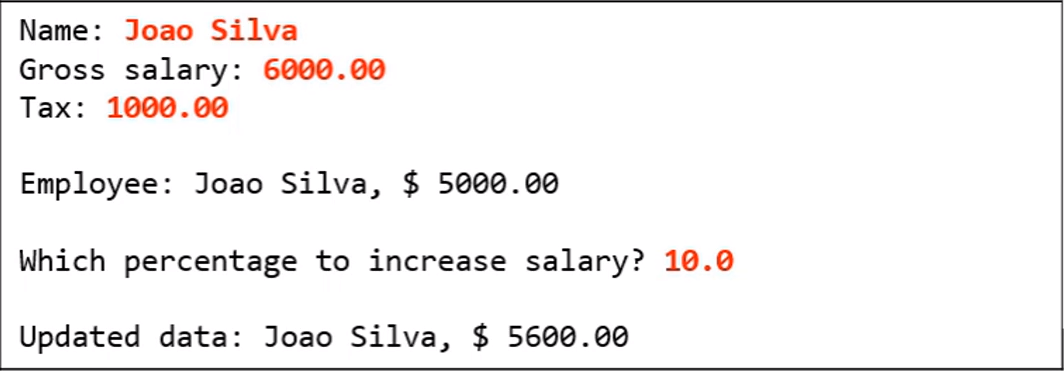 Name: Joao Silva
Gross salary: 6000.00
Tax: 1000.00
Employee: Joao Silva, $ 5000.00
Which percentage to increase salary? 10.0
Updated data: Joao Silva, $ 5600.00